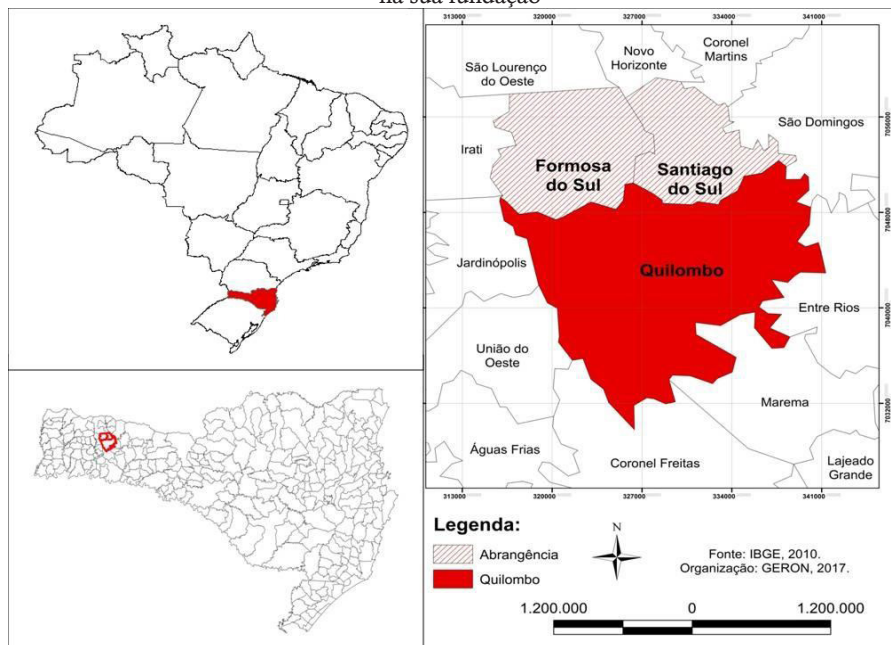 na sua fundação
313000 320000 327000 334000 341000
São Lourenço
do Oeste
Novo
Horizonte
Coronel
Martins
7056000
São Domingos
Irati
Formosa
do Sul
Santiago
do Sul
7048000
Jardinópolis
Quilombo
7040000
Entre Rios
União do
Oeste
7032000
Marema
Águas Frias
Coronel Freitas
Lajeado
Grande
313000 320000 327000 334000 341000
Legenda:
Abrangência
Quilombo
N
Fonte: IBGE, 2010.
Organização: GERON, 2017.
1.200.000 0 1.200.000